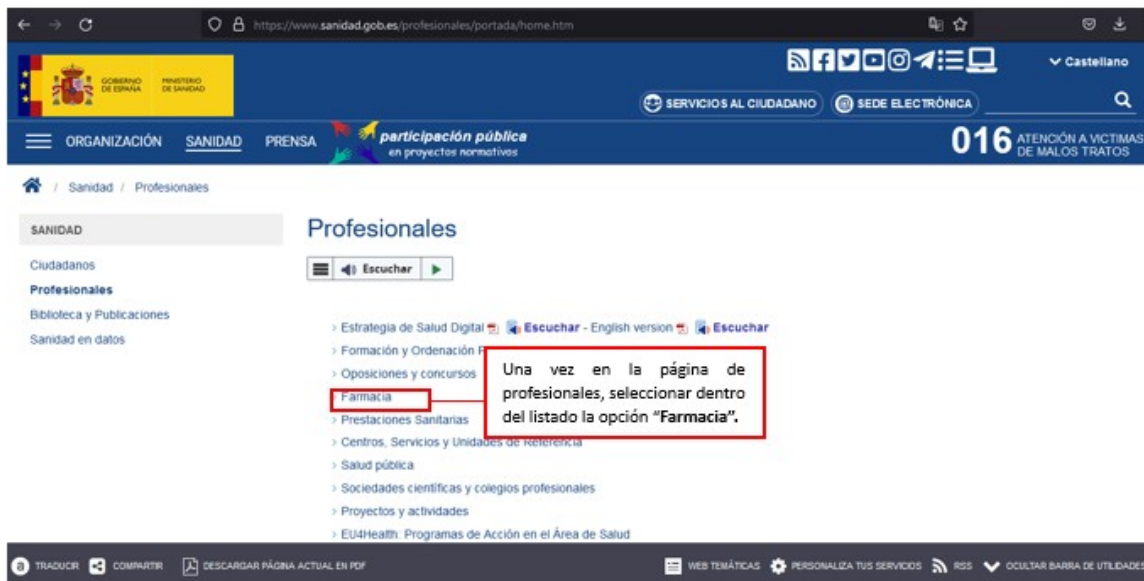 https://www.sanidad.gob.es/profesionales/portada/home.htm
GOBIERNO DE ESPAÑA
MINISTERIO DE SANIDAD
Castellano
SERVICIOS AL CIUDADANO
SEDE ELECTRÓNICA
ORGANIZACIÓN SANIDAD PRENSA
participación pública
en proyectos normativos
016 ATENCIÓN A VICTIMAS
DE MALOS TRATOS
/ Sanidad / Profesionales
SANIDAD
Ciudadanos
Profesionales
Biblioteca y Publicaciones
Sanidad en datos
Profesionales
Escuchar
› Estrategia de Salud Digital Escuchar - English version Escuchar
› Formación y Ordenación
› Oposiciones y concursos
› Farmacia
› Prestaciones Sanitarias
› Centros, Servicios y Unidades de Referencia
› Salud pública
› Sociedades científicas y colegios profesionales
› Proyectos y actividades
› EU4Health: Programas de Acción en el Área de Salud
Una vez en la página de
profesionales, seleccionar dentro
del listado la opción “Farmacia”.
TRADUCIR COMPARTIR DESCARGAR PÁGINA ACTUAL EN PDF WEB TEMÁTICAS PERSONALIZA TUS SERVICIOS RSS OCULTAR BARRA DE UTILIDADES